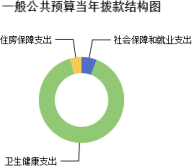 一般公共预算当年拨款结构图
住房保障支出
社会保障和就业支出
卫生健康支出